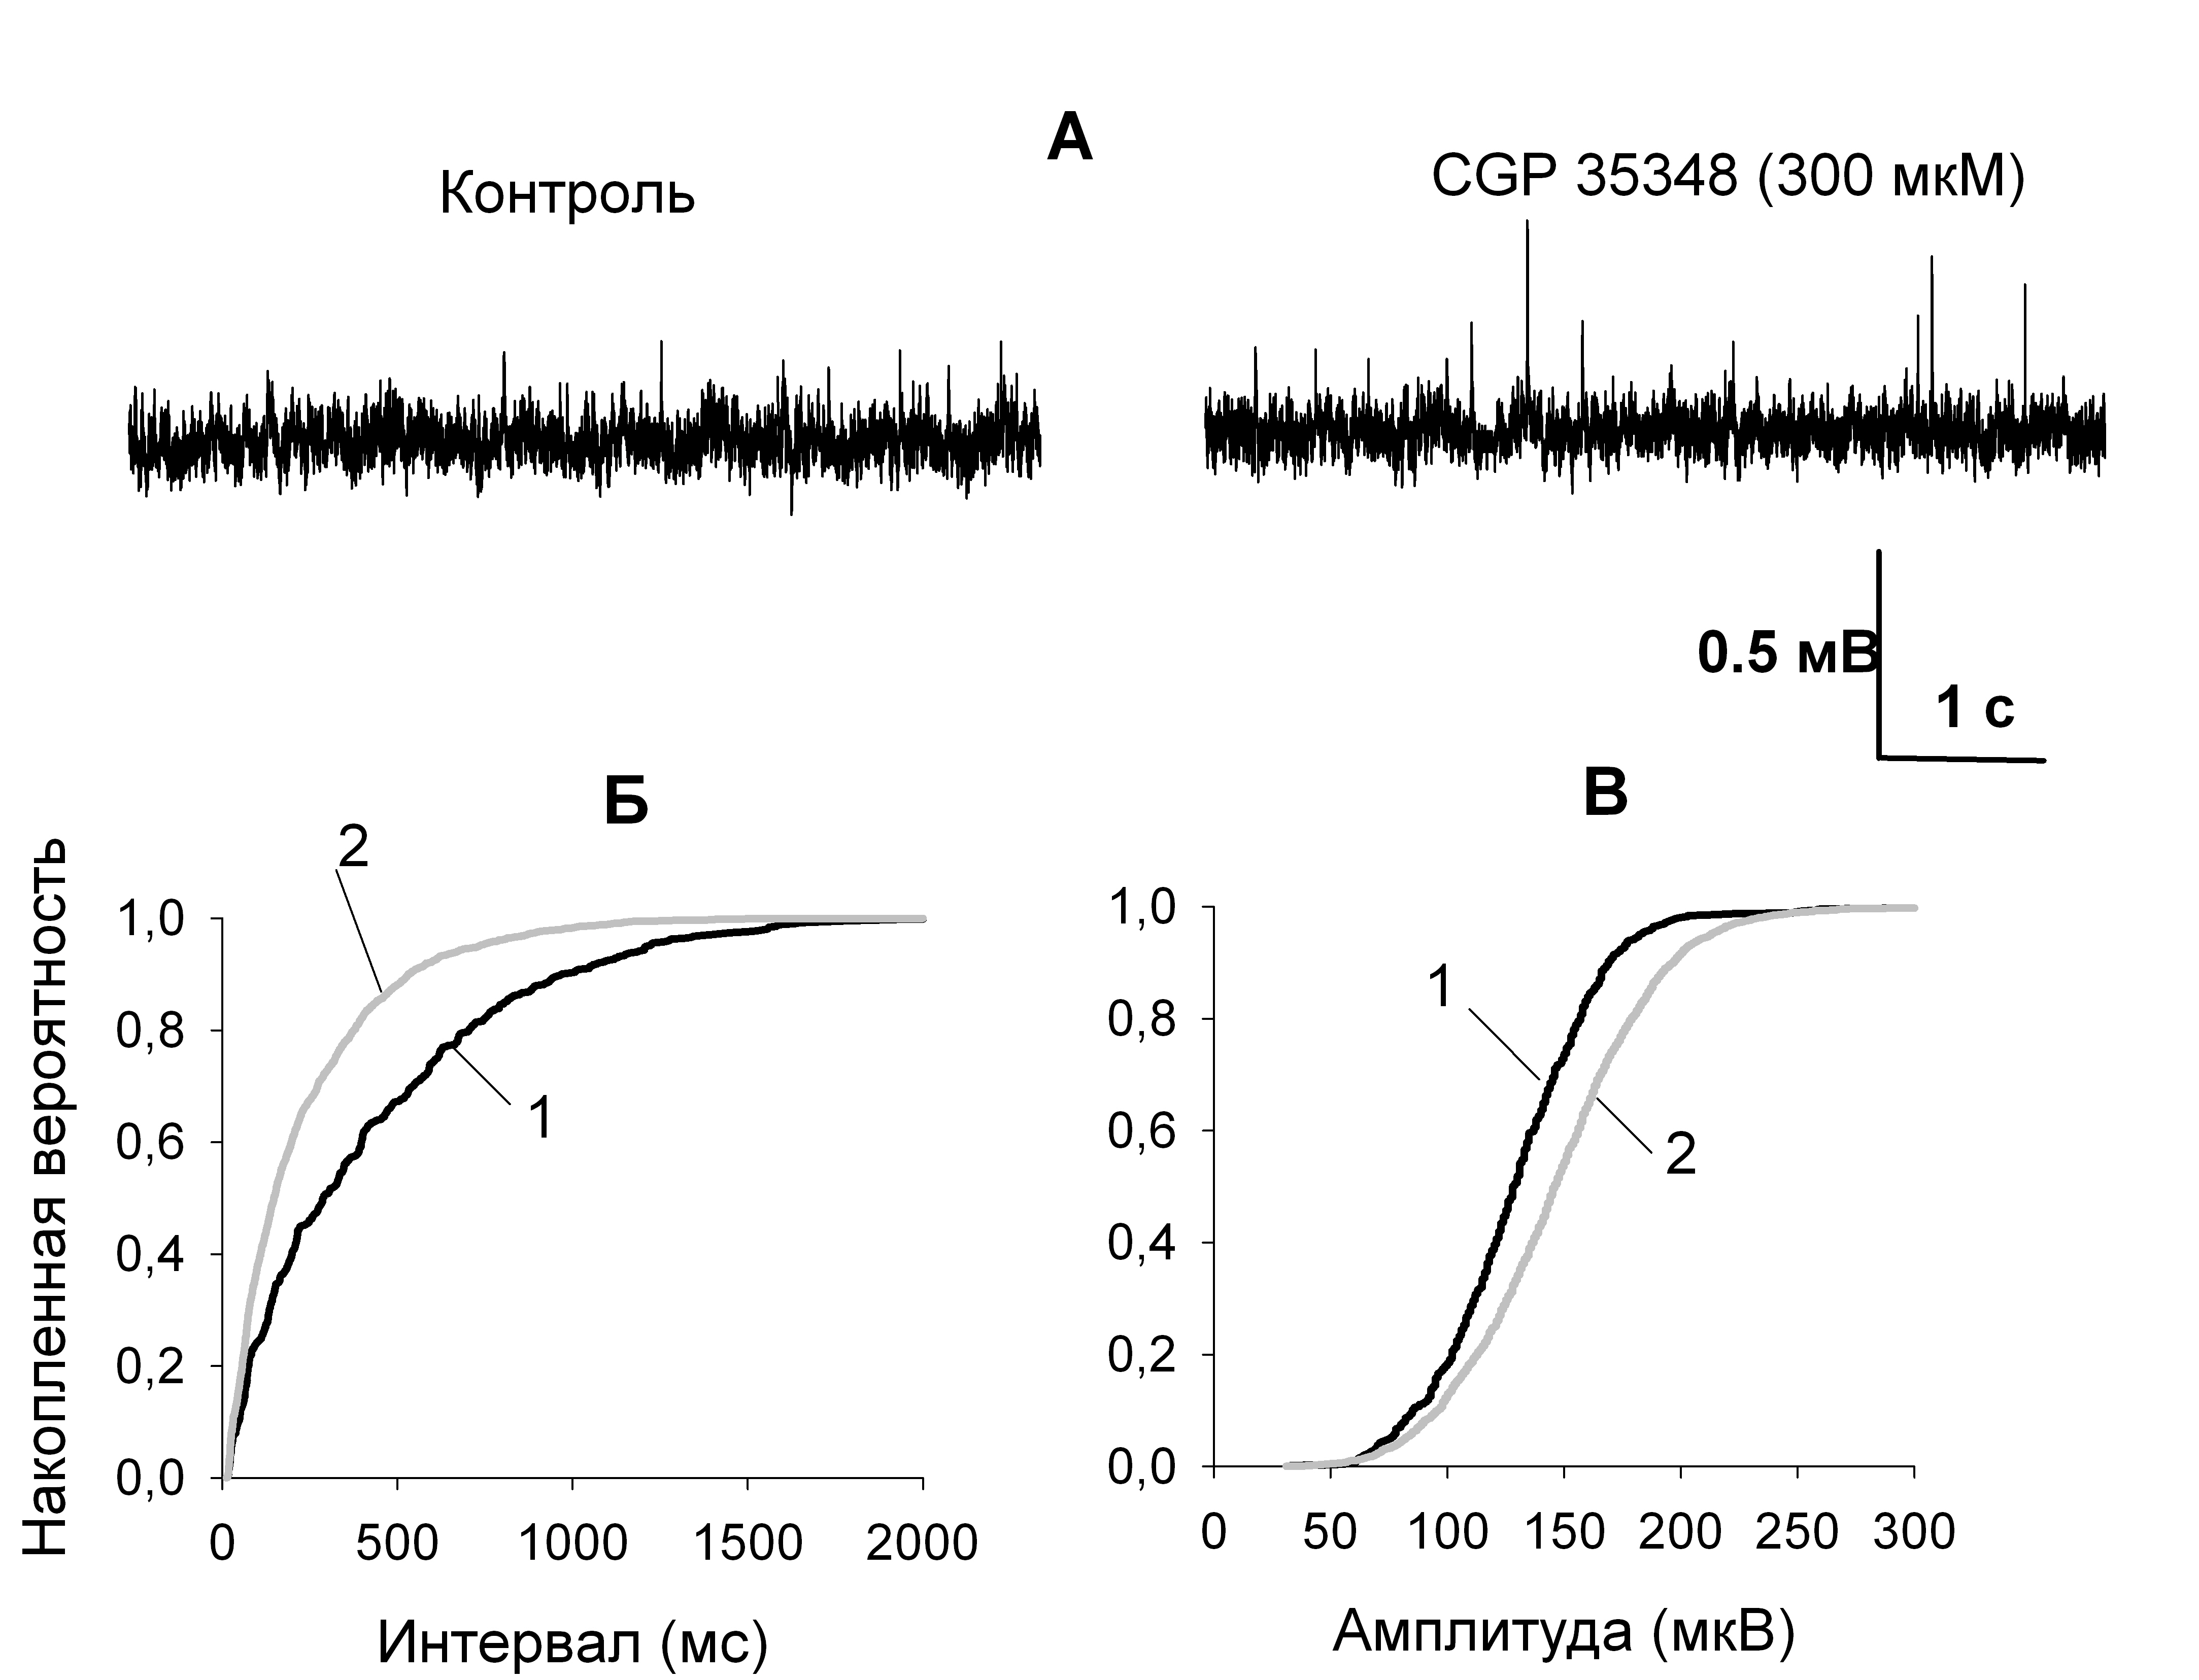 А
Контроль
CGP 35348 (300 мкМ)
0.5 мВ
1 с
Б
Накопленная вероятность
2
1
1,0
0,8
0,6
0,4
0,2
0,0
0 500 1000 1500 2000
Интервал (мс)
В
1
2
1,0
0,8
0,6
0,4
0,2
0,0
0 50 100 150 200 250 300
Амплитуда (мкВ)